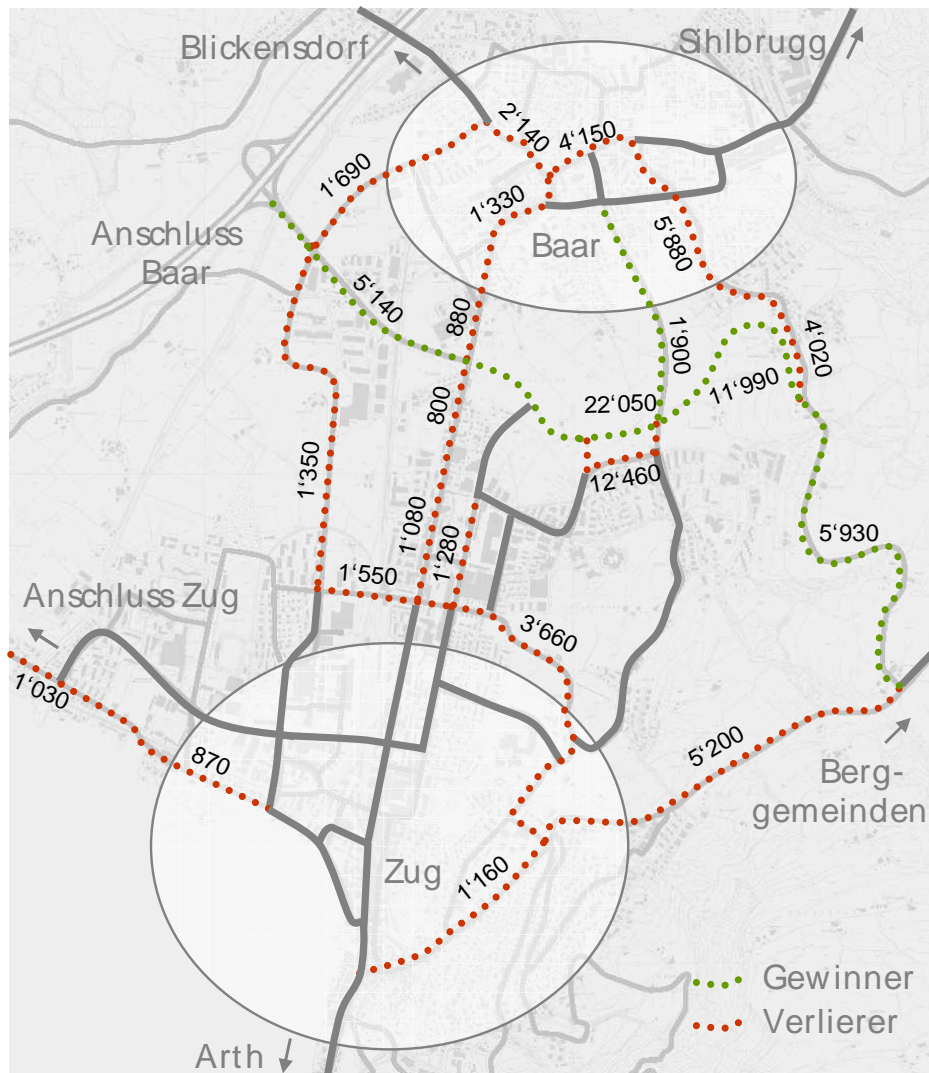 Blickensdorf
Sihlbrugg
2‘140
4‘150
1‘690
1‘330
Anschluss
Baar
Baar
5‘880
5‘140
880
1‘900
4‘020
11‘990
800
22‘050
1‘350
12‘460
1‘080
1‘280
5‘930
1‘550
Anschluss Zug
3‘660
1‘030
870
5‘200
Berg-
gemeinden
Zug
1‘160
Gewinner
Verlierer
Arth